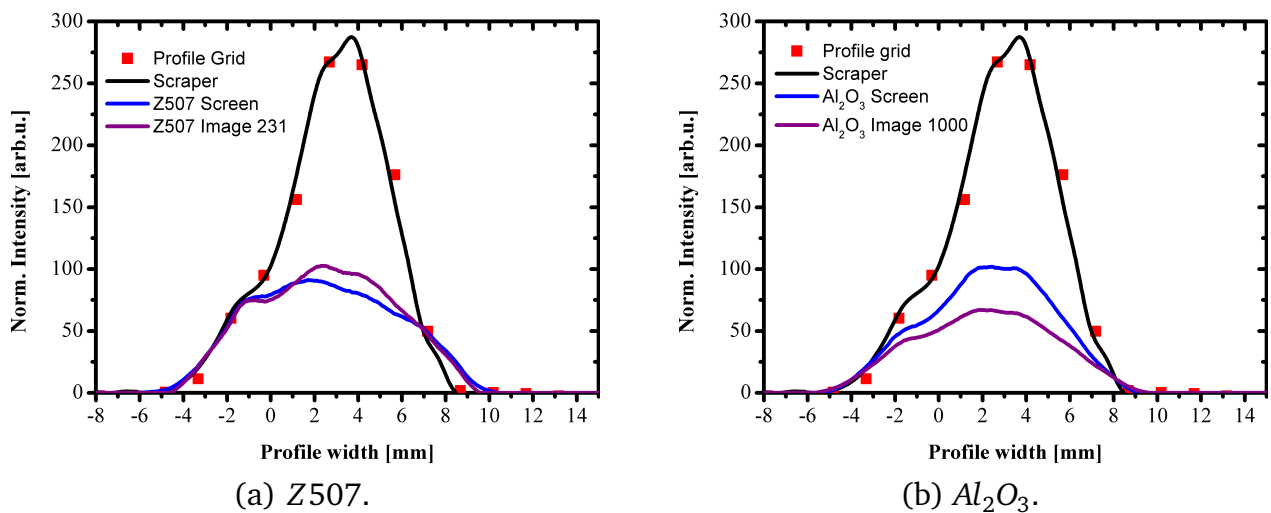 300
250
200
150
100
50
0
Norm. Intensity [arb.u.]
Profile Grid
Scraper
Z507 Screen
Z507 Image 231
-8 -6 -4 -2 0 2 4 6 8 10 12 14
Profile width [mm]
(a) Z507.
300
250
200
150
100
50
0
Norm. Intensity [arb.u.]
Profile grid
Scraper
Al₂O₃ Screen
Al₂O₃ Image 1000
-8 -6 -4 -2 0 2 4 6 8 10 12 14
Profile width [mm]
(b) Al₂O₃.